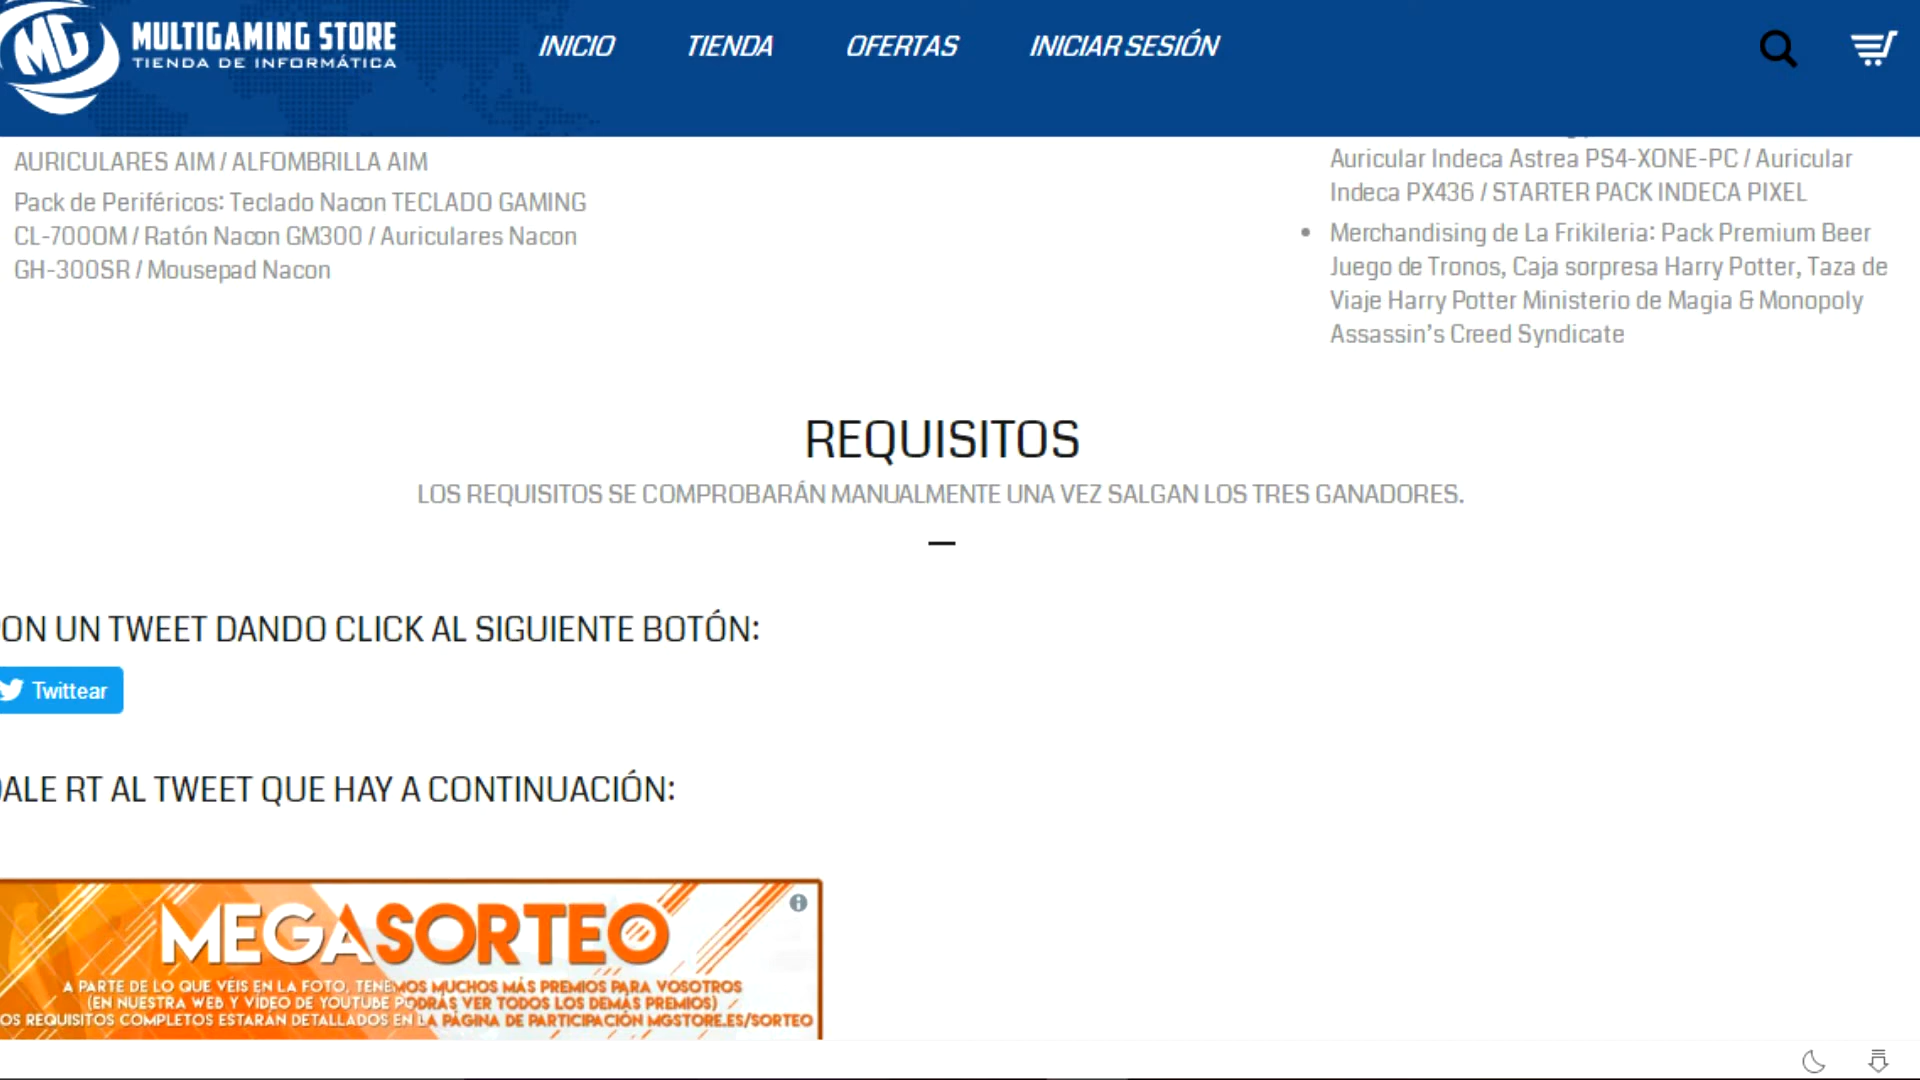 MG
MULTIGAMING STORE
TIENDA DE INFORMÁTICA
INICIO
TIENDA
OFERTAS
INICIAR SESIÓN
AURICULARES AIM / ALFOMBRILLA AIM
Pack de Periféricos: Teclado Nacon TECLADO GAMING
CL-700OM / Ratón Nacon GM300 / Auriculares Nacon
GH-300SR / Mousepad Nacon
Auricular Indeca Astrea PS4-XONE-PC / Auricular
Indeca PX436 / STARTER PACK INDECA PIXEL
• Merchandising de La Frikileria: Pack Premium Beer
Juego de Tronos, Caja sorpresa Harry Potter, Taza de
Viaje Harry Potter Ministerio de Magia & Monopoly
Assassin's Creed Syndicate
REQUISITOS
LOS REQUISITOS SE COMPROBARÁN MANUALMENTE UNA VEZ SALGAN LOS TRES GANADORES.
ON UN TWEET DANDO CLICK AL SIGUIENTE BOTÓN:
Twittear
ALE RT AL TWEET QUE HAY A CONTINUACIÓN:
MEGASORTEO
A PARTE DE LO QUE VÉIS EN LA FOTO, TENEMOS MUCHOS MÁS PREMIOS PARA VOSOTROS
(EN NUESTRA WEB Y VÍDEO DE YOUTUBE PODRÁS VER TODOS LOS DEMÁS PREMIOS)
OS REQUISITOS COMPLETOS ESTARÁN DETALLADOS EN LA PÁGINA DE PARTICIPACIÓN MGSTORE.ES/SORTEO